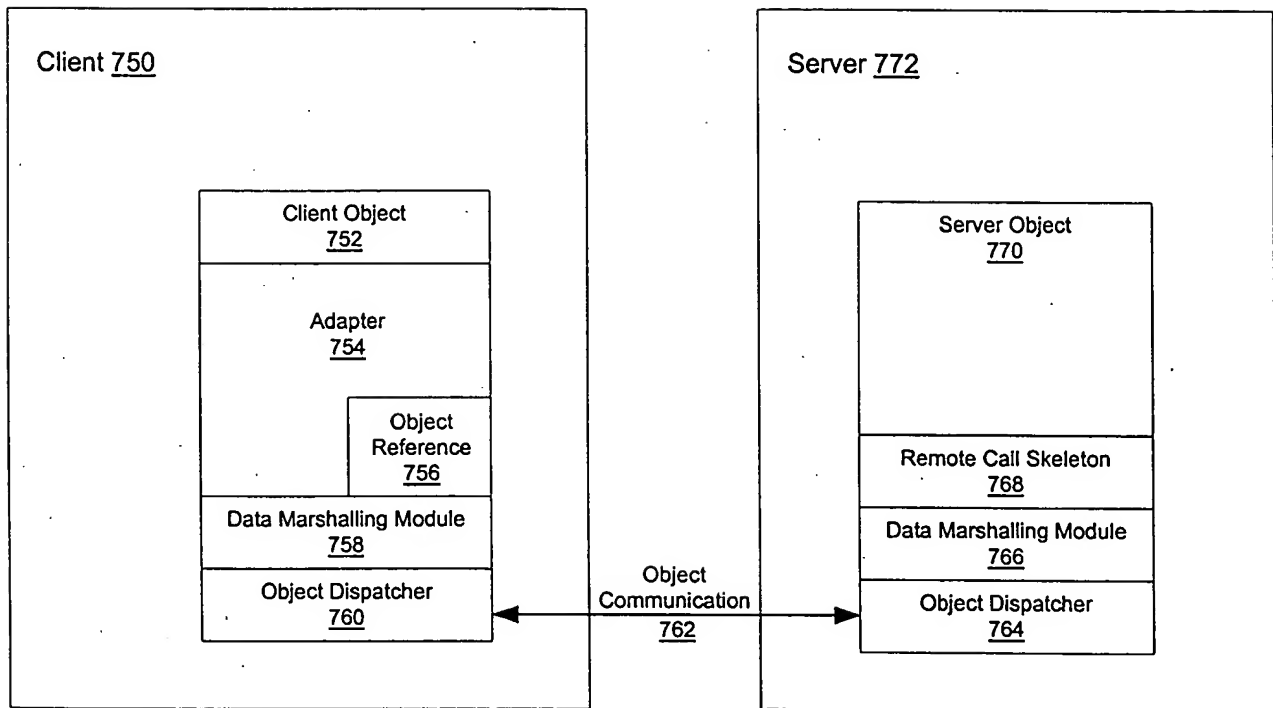 Client 750
Client Object
752
Adapter
754
Object
Reference
756
Data Marshalling Module
758
Object Dispatcher
760
Object
Communication
762
Server 772
Server Object
770
Remote Call Skeleton
768
Data Marshalling Module
766
Object Dispatcher
764